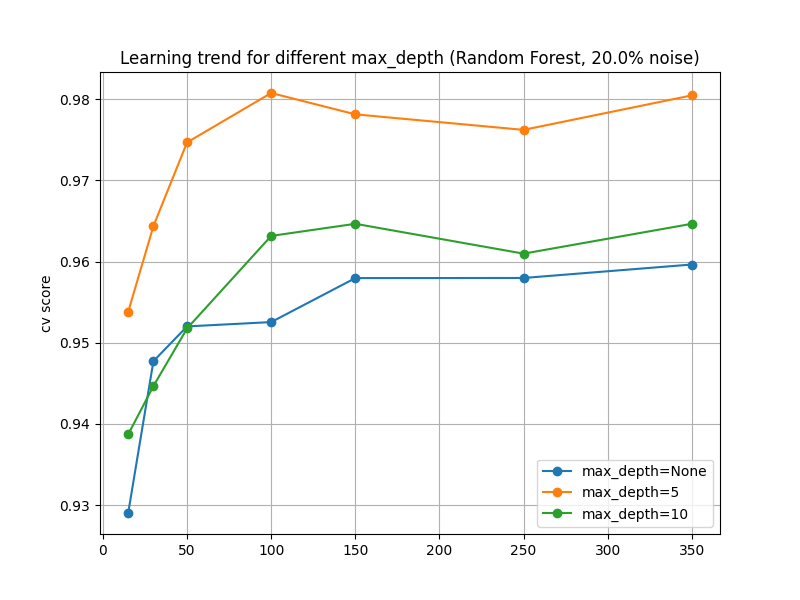 Learning trend for different max_depth (Random Forest, 20.0% noise)
0.98
0.97
0.96
0.95
0.94
0.93
cv score
0 50 100 150 200 250 300 350
max_depth=None
max_depth=5
max_depth=10